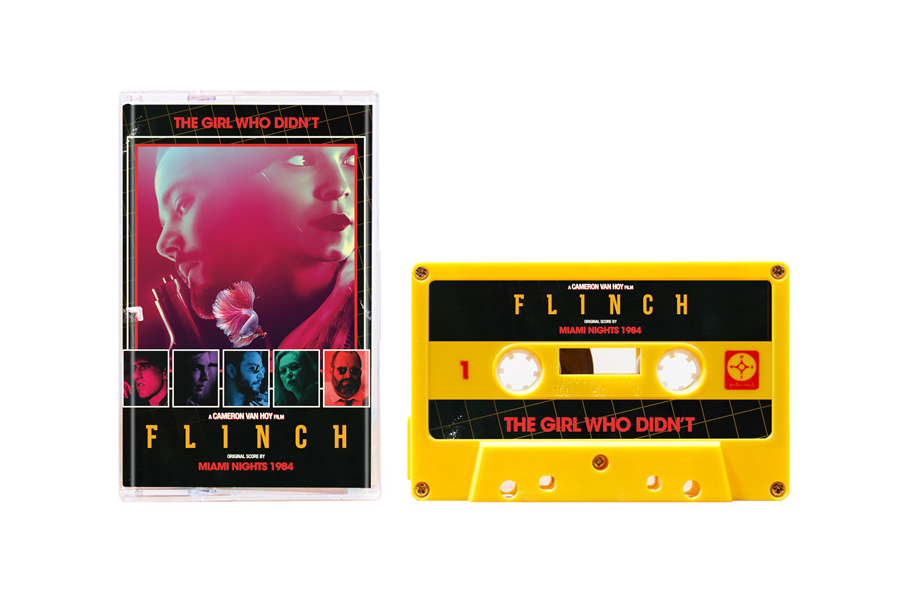 THE GIRL WHO DIDN'T
A CAMERON VAN HOY FILM
FLINCH
ORIGINAL SCORE BY
MIAMI NIGHTS 1984
A CAMERON VAN HOY FILM
FLINCH
ORIGINAL SCORE BY
MIAMI NIGHTS 1984
1
THE GIRL WHO DIDN'T